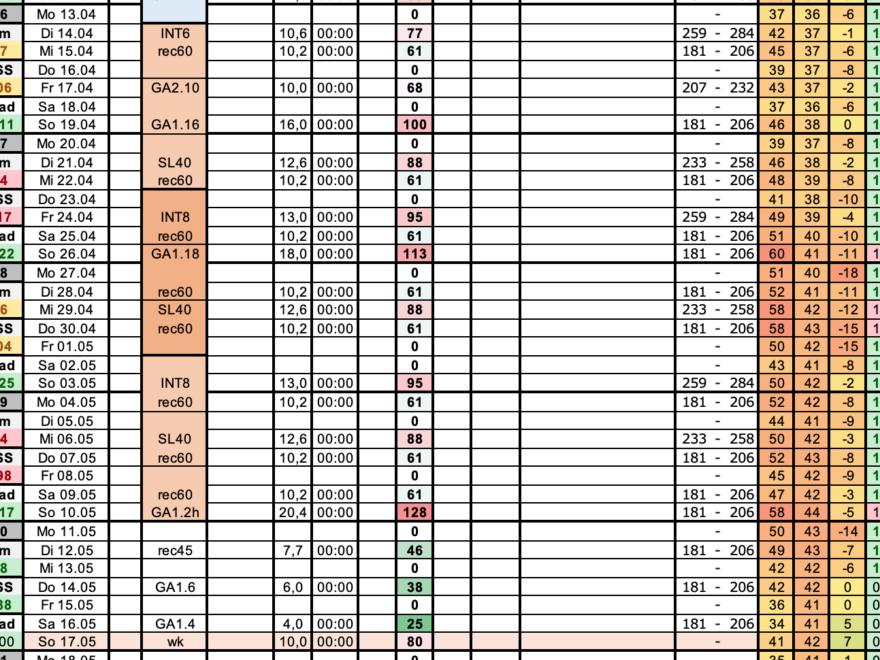 6 Mo 13.04 0 - 37 36 -6
m Di 14.04 INT6 10,6 00:00 77 259 - 284 42 37 -1
7 Mi 15.04 rec60 10,2 00:00 61 181 - 206 45 37 -6
SS Do 16.04 0 - 39 37 -8
06 Fr 17.04 GA2.10 10,0 00:00 68 207 - 232 43 37 -2
ad Sa 18.04 0 - 37 36 -6
11 So 19.04 GA1.16 16,0 00:00 100 181 - 206 46 38 0
7 Mo 20.04 0 - 39 37 -8
m Di 21.04 SL40 12,6 00:00 88 233 - 258 46 38 -2
4 Mi 22.04 rec60 10,2 00:00 61 181 - 206 48 39 -8
SS Do 23.04 0 - 41 38 -10
17 Fr 24.04 INT8 13,0 00:00 95 259 - 284 49 39 -4
ad Sa 25.04 rec60 10,2 00:00 61 181 - 206 51 40 -10
22 So 26.04 GA1.18 18,0 00:00 113 181 - 206 60 41 -11 1
8 Mo 27.04 0 - 51 40 -18
m Di 28.04 rec60 10,2 00:00 61 181 - 206 52 41 -11 1
6 Mi 29.04 SL40 12,6 00:00 88 233 - 258 58 42 -12 1
SS Do 30.04 rec60 10,2 00:00 61 181 - 206 58 43 -15 1
04 Fr 01.05 0 - 50 42 -15 1
ad Sa 02.05 0 - 43 41 -8 1
25 So 03.05 INT8 13,0 00:00 95 259 - 284 50 42 -2 1
9 Mo 04.05 rec60 10,2 00:00 61 181 - 206 52 42 -8 1
m Di 05.05 0 - 44 41 -9 1
4 Mi 06.05 SL40 12,6 00:00 88 233 - 258 50 42 -3 1
SS Do 07.05 rec60 10,2 00:00 61 181 - 206 52 43 -8 1
98 Fr 08.05 0 - 45 42 -9 1
ad Sa 09.05 rec60 10,2 00:00 61 181 - 206 47 42 -3 1
17 So 10.05 GA1.2h 20,4 00:00 128 181 - 206 58 44 -5 1
0 Mo 11.05 0 - 50 43 -14 1
m Di 12.05 rec45 7,7 00:00 46 181 - 206 49 43 -7 1
8 Mi 13.05 0 - 42 42 -6 1
SS Do 14.05 GA1.6 6,0 00:00 38 181 - 206 42 42 0 0
38 Fr 15.05 0 - 36 41 0 0
ad Sa 16.05 GA1.4 4,0 00:00 25 181 - 206 34 41 5 0
00 So 17.05 wk 10,0 00:00 80 - 41 42 7